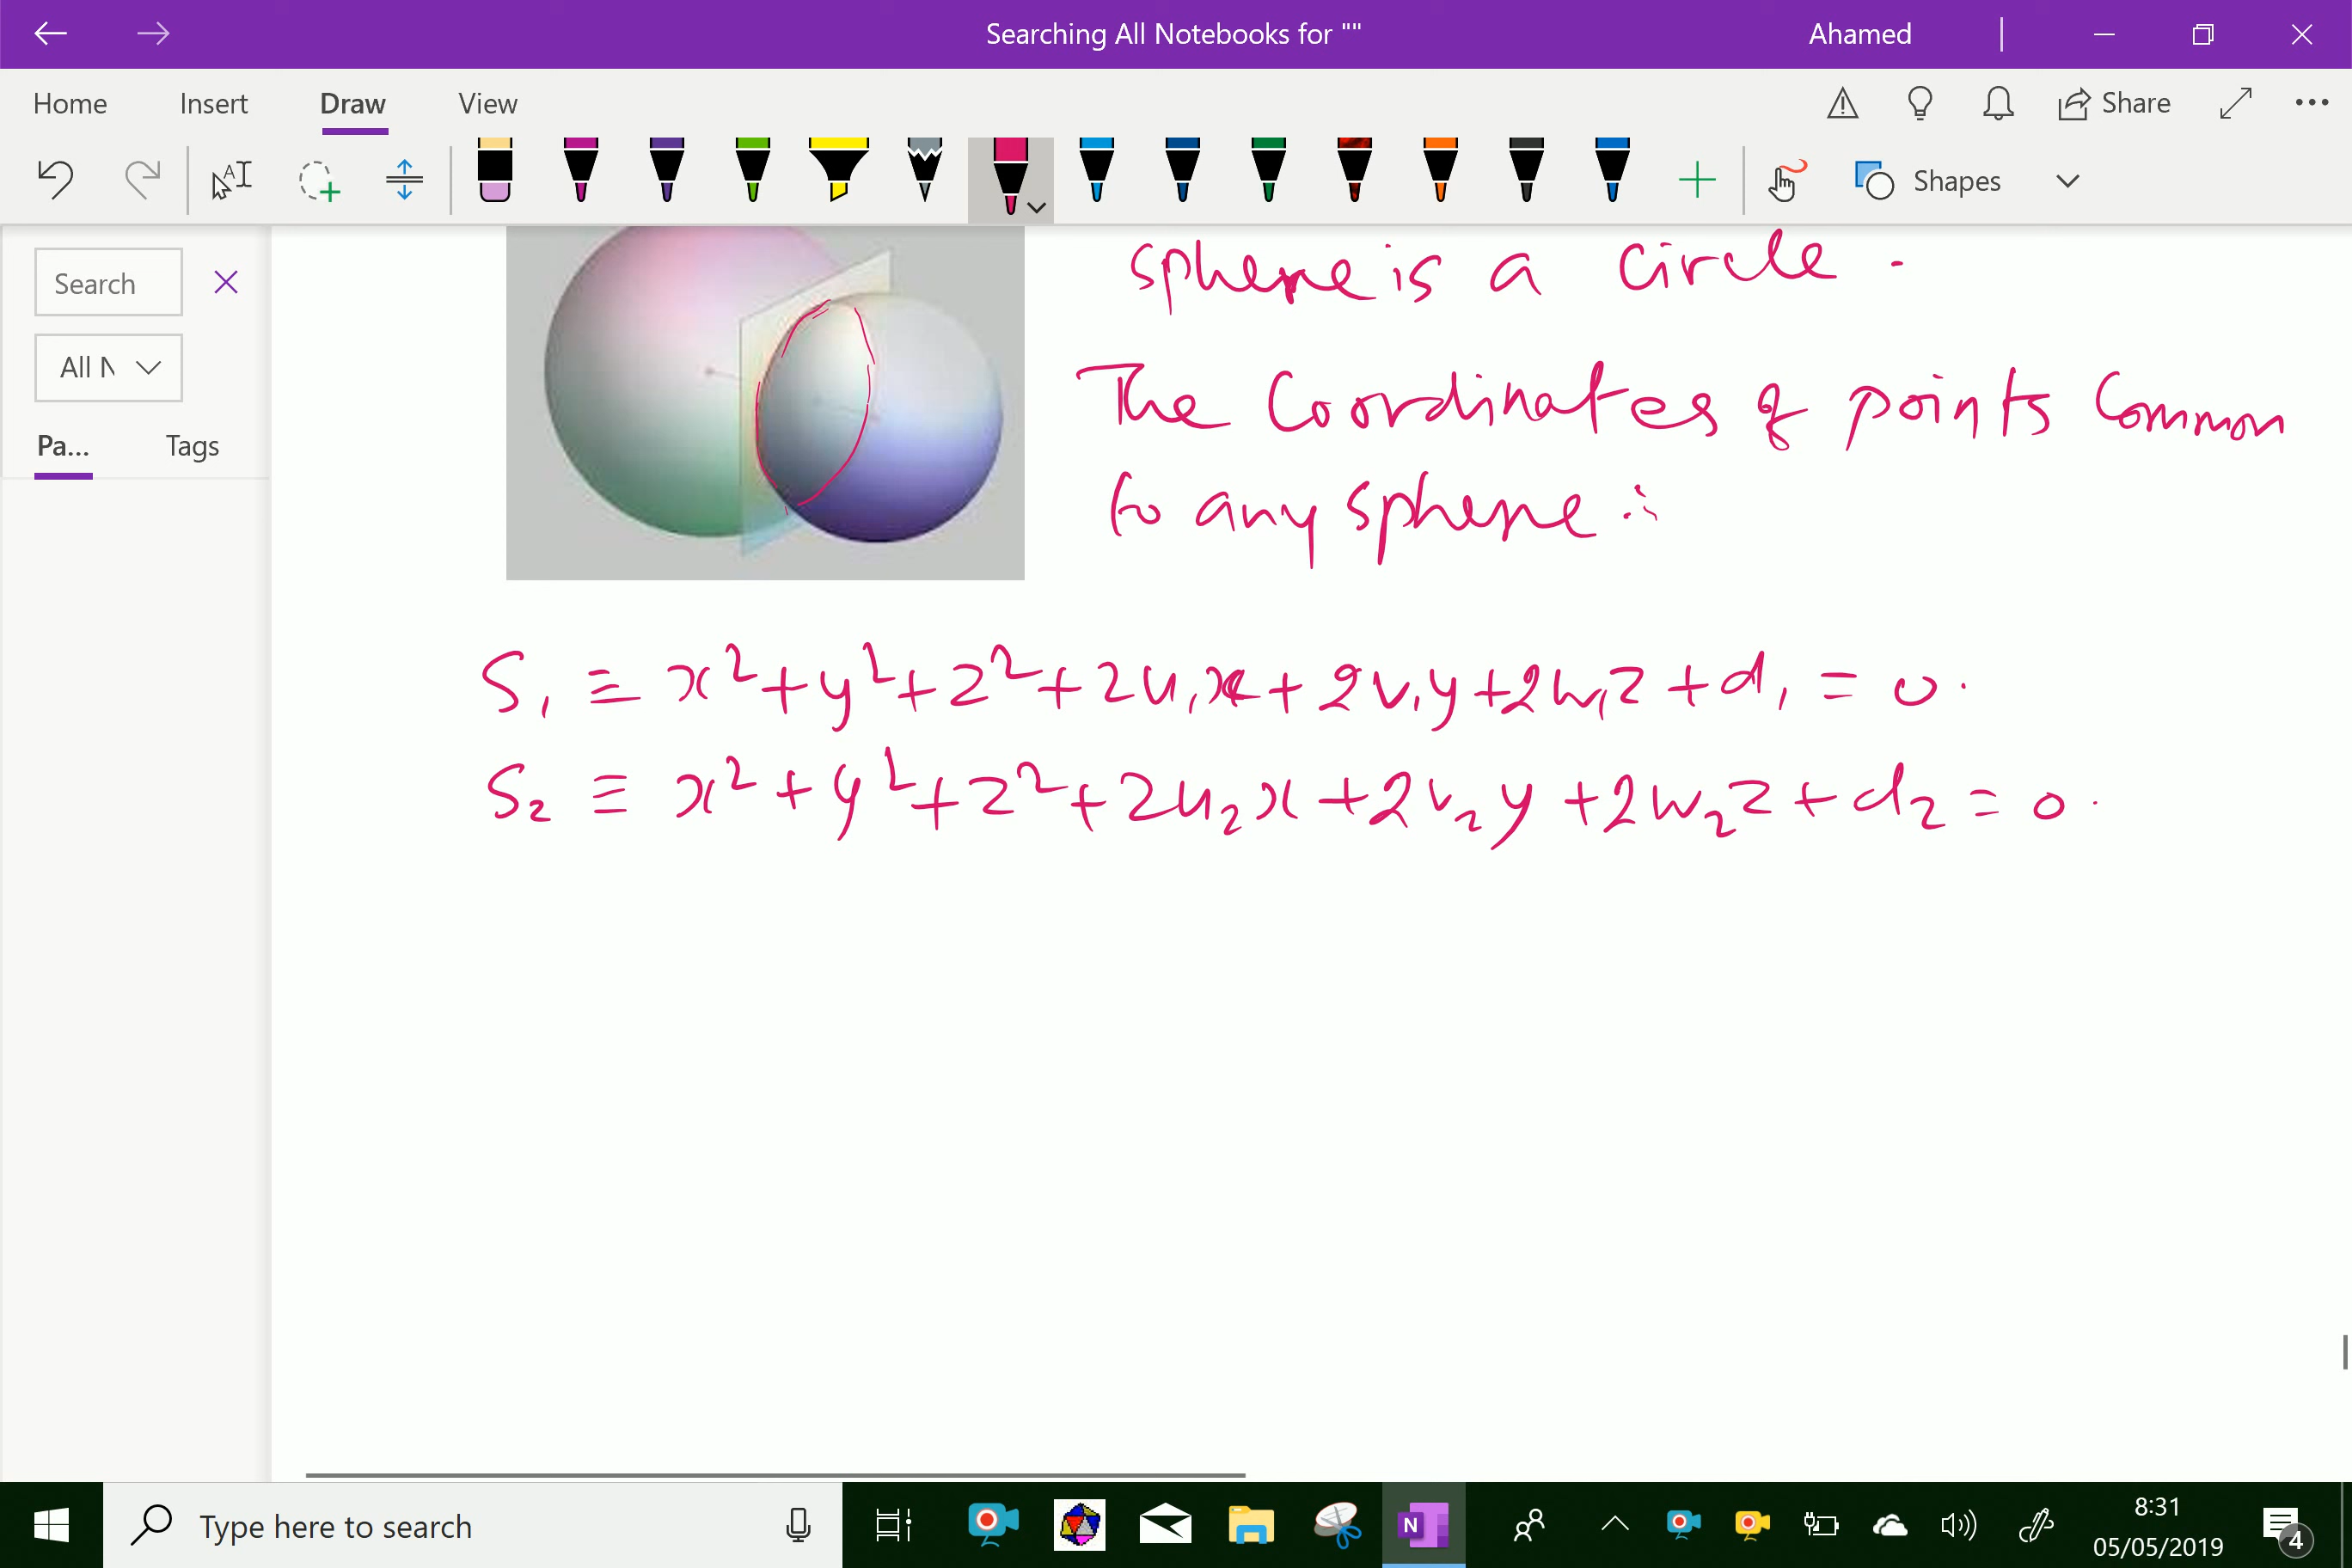 Searching All Notebooks for ""
Ahamed
Home Insert Draw View
Share
Shapes
Search
All N
Pa... Tags
sphere is a circle.
The Coordinates of points Common
to any sphere :
S₁ ≡ x²+y²+z²+2u₁x+2v₁y+2w₁z+d₁=0.
S₂ ≡ x²+y²+z²+2u₂x+2v₂y+2w₂z+d₂=0.
Type here to search
N
8:31
05/05/2019
4